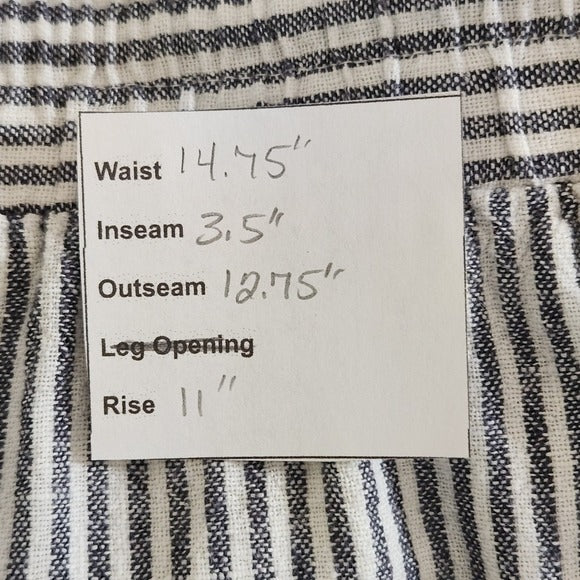 Waist 14.75"
Inseam 3.5"
Outseam 12.75"
Leg Opening
Rise 11"